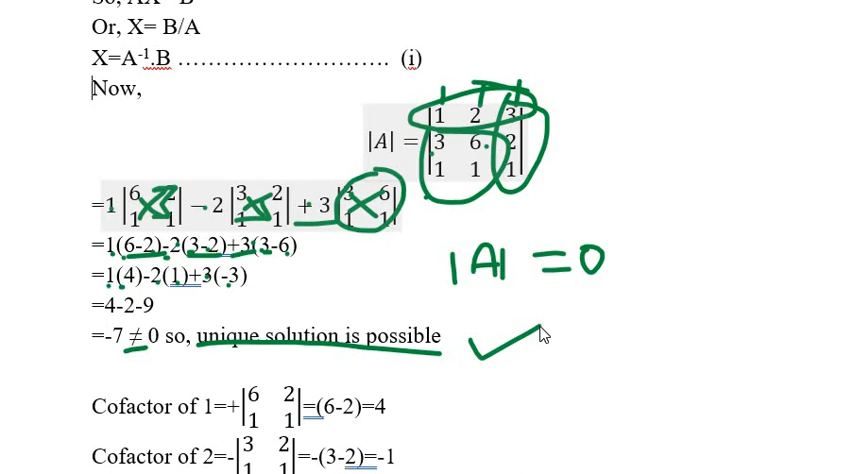 So, AX=B
Or, X= B/A
X=A-1.B ………………………… (i)
Now,
|A| = |1 2 3|
|3 6 2|
|1 1 1|
=1 |6 2| - 2 |3 2| + 3 |3 6|
|1 1| |1 1| |1 1|
=1(6-2)-2(3-2)+3(3-6)
|A| = 0
=1(4)-2(1)+3(-3)
=4-2-9
=-7 ≠ 0 so, unique solution is possible
Cofactor of 1=+|6 2|=(6-2)=4
|1 1|
Cofactor of 2=-|3 2|=-(3-2)=-1
|1 1|